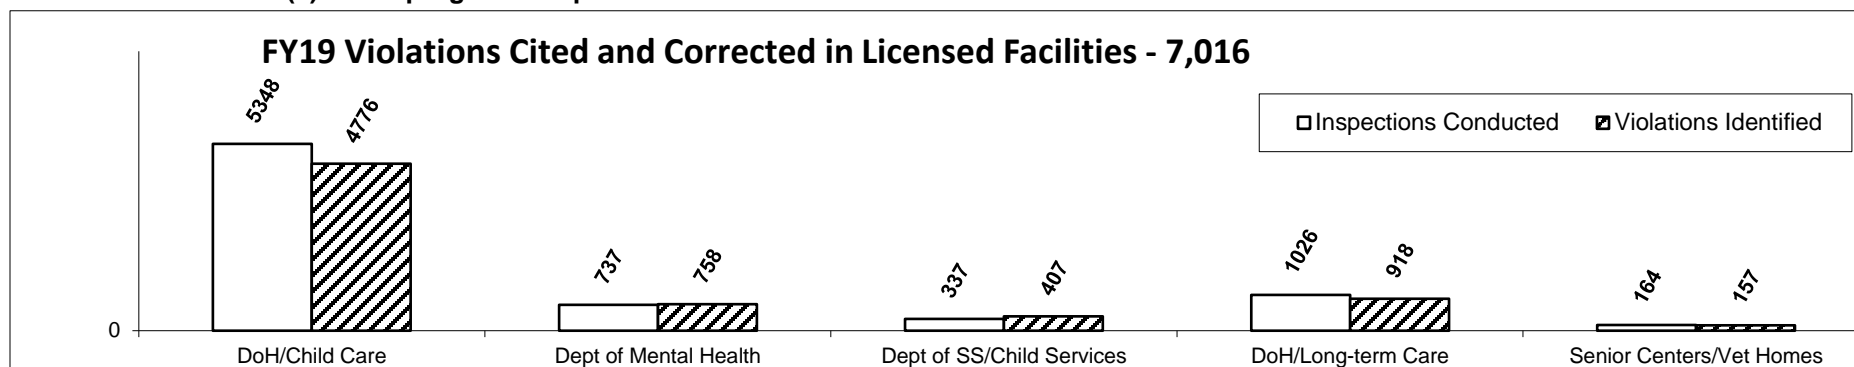 FY19 Violations Cited and Corrected in Licensed Facilities - 7,016
Inspections Conducted Violations Identified
5348 4776 737 758 337 407 1026 918 164 157
0
DoH/Child Care Dept of Mental Health Dept of SS/Child Services DoH/Long-term Care Senior Centers/Vet Homes